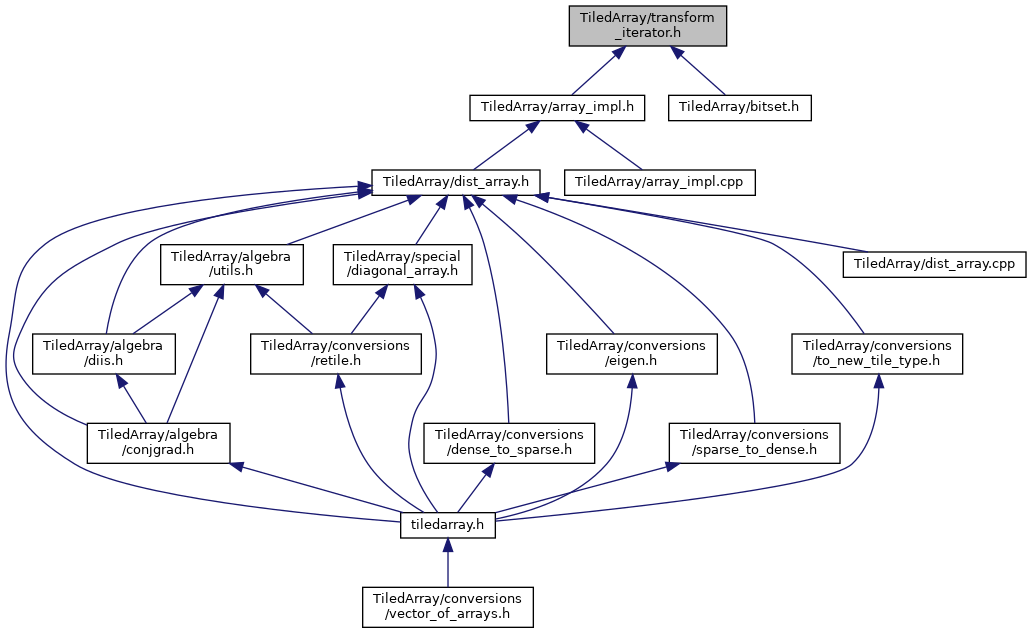 TiledArray/transform
_iterator.h
TiledArray/array_impl.h
TiledArray/bitset.h
TiledArray/dist_array.h
TiledArray/array_impl.cpp
TiledArray/algebra
/utils.h
TiledArray/special
/diagonal_array.h
TiledArray/dist_array.cpp
TiledArray/algebra
/diis.h
TiledArray/conversions
/retile.h
TiledArray/conversions
/eigen.h
TiledArray/conversions
/to_new_tile_type.h
TiledArray/algebra
/conjgrad.h
TiledArray/conversions
/dense_to_sparse.h
TiledArray/conversions
/sparse_to_dense.h
tiledarray.h
TiledArray/conversions
/vector_of_arrays.h